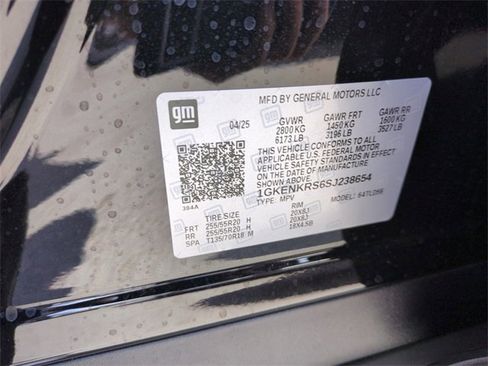 gm
MFD BY GENERAL MOTORS LLC
04/25 GVWR GAWR FRT GAWR RR
2800 KG 1450 KG 1600 KG
6173 LB 3196 LB 3527 LB
THIS VEHICLE CONFORMS TO ALL
APPLICABLE U.S. FEDERAL MOTOR
VEHICLE SAFETY STANDARDS IN EFFECT
ON THE DATE OF MANUFACTURE
SHOWN ABOVE.
1GKENKRS6SJ238654
TYPE: MPV MODEL: 64TLD56
394A
TIRE SIZE RIM
FRT 255/55R20 H 20X8J
RR 255/55R20 H 20X8J
SPA T135/70R18 M 18X4.5B